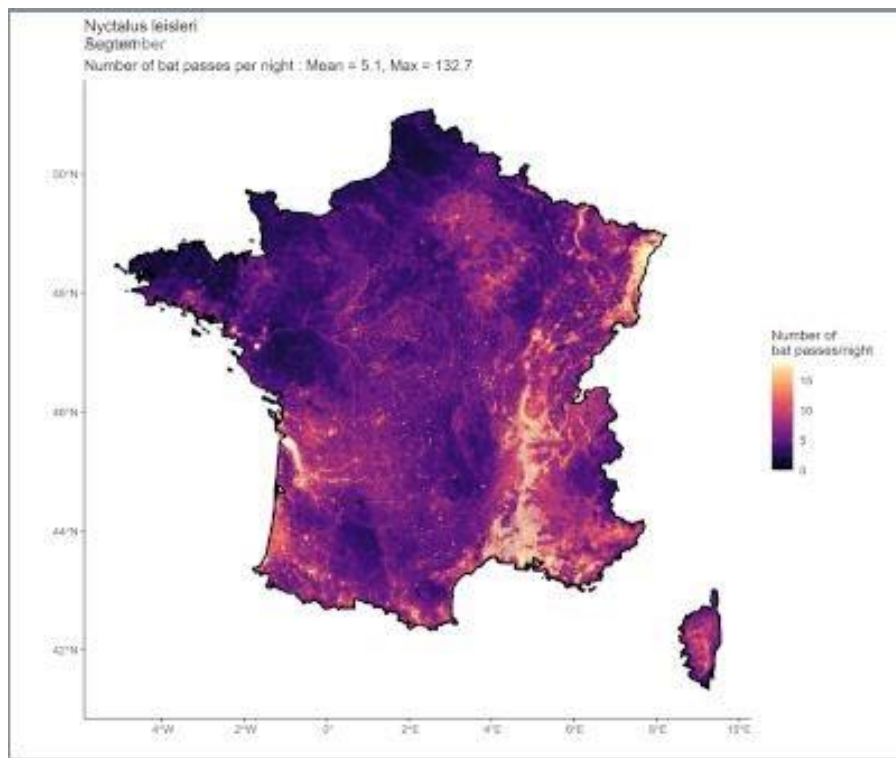 Nyctalus leisleri
September
Number of bat passes per night : Mean = 5.1, Max = 132.7
50°N
48°N
46°N
44°N
42°N
4°W
2°W
0°
2°E
4°E
6°E
8°E
10°E
Number of
bat passes/night
15
10
5
0